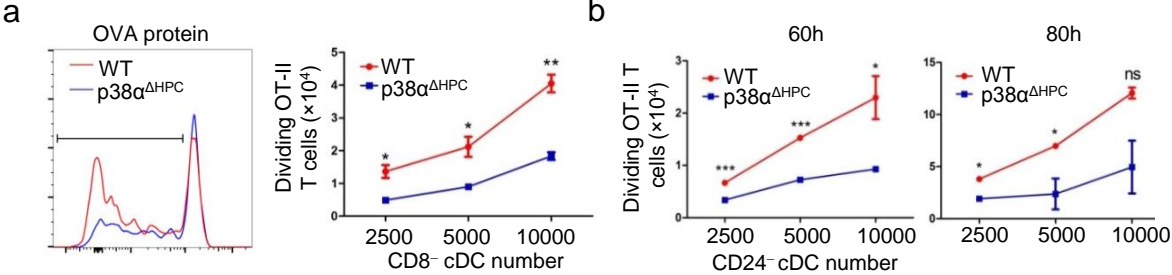 a
OVA protein
WT
p38α^ΔHPC
Dividing OT-II
T cells (×10⁴)
5
4
3
2
1
0
WT
p38α^ΔHPC
*
*
**
2500 5000 10000
CD8⁻ cDC number
b
60h
Dividing OT-II T
cells (×10⁴)
3
2
1
0
WT
p38α^ΔHPC
***
***
*
2500 5000 10000
CD24⁻ cDC number
80h
15
10
5
0
WT
p38α^ΔHPC
*
*
ns
2500 5000 10000